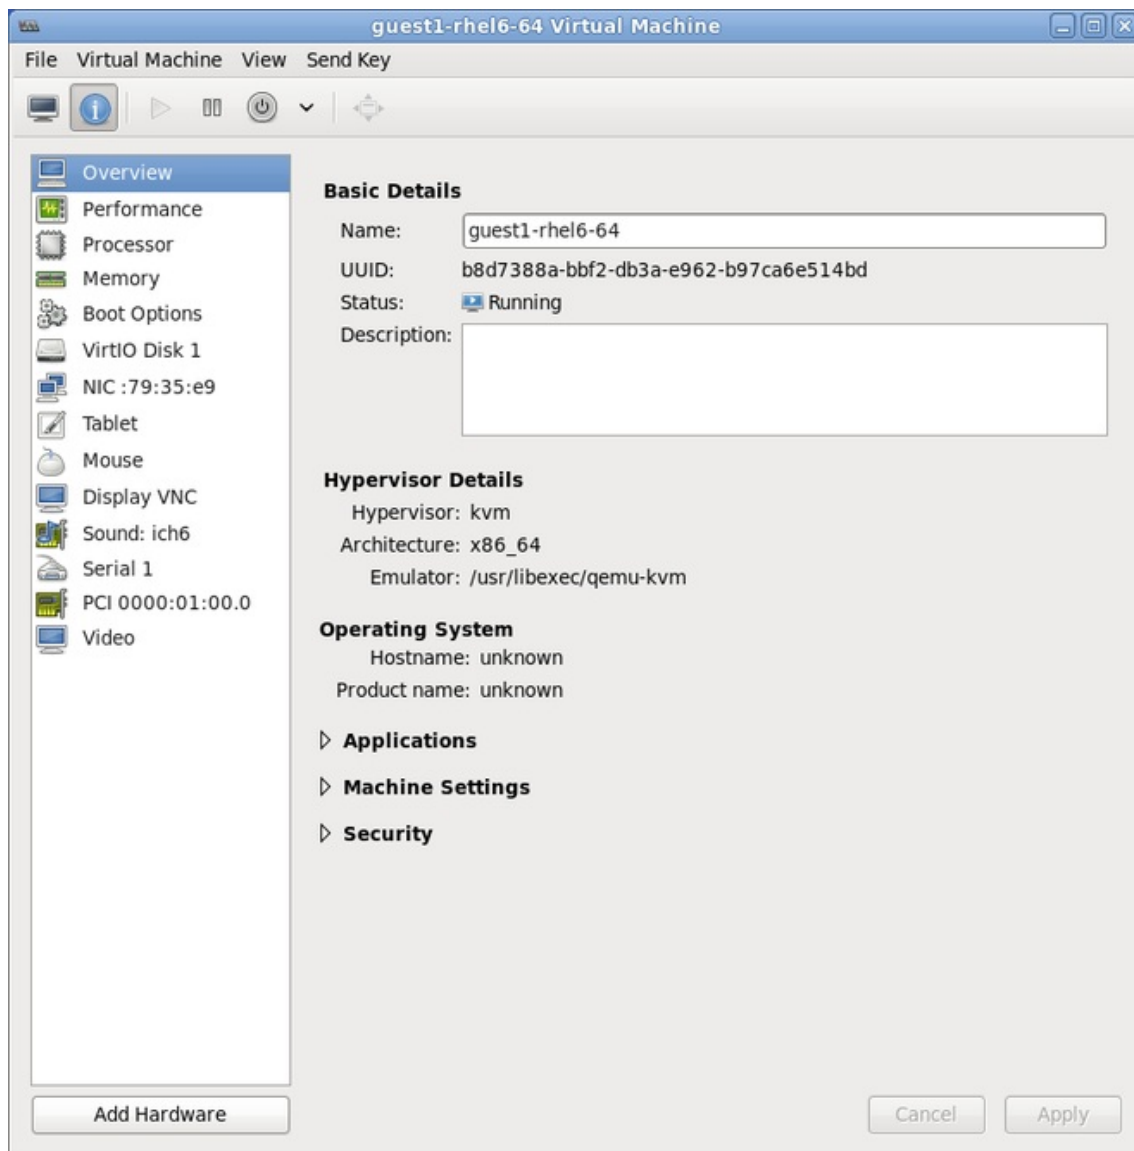 guest1-rhel6-64 Virtual Machine
File Virtual Machine View Send Key
Overview
Performance
Processor
Memory
Boot Options
VirtIO Disk 1
NIC :79:35:e9
Tablet
Mouse
Display VNC
Sound: ich6
Serial 1
PCI 0000:01:00.0
Video
Add Hardware
Basic Details
Name: guest1-rhel6-64
UUID: b8d7388a-bbf2-db3a-e962-b97ca6e514bd
Status: Running
Description:
Hypervisor Details
Hypervisor: kvm
Architecture: x86_64
Emulator: /usr/libexec/qemu-kvm
Operating System
Hostname: unknown
Product name: unknown
Applications
Machine Settings
Security
Cancel Apply